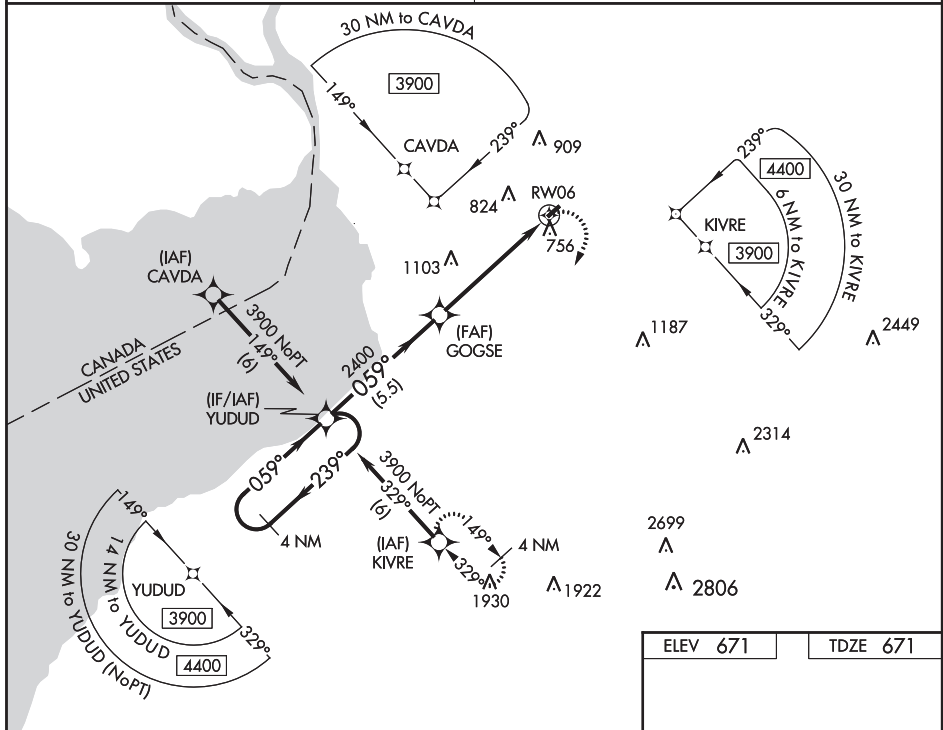 30 NM to CAVDA
3900
149°
239°
CAVDA
909
824
RW06
756
1103
239°
4400
30 NM to KIVRE
6 NM to KIVRE
KIVRE
3900
329°
(IAF)
CAVDA
3900 NoPT
149°
(6)
CANADA
UNITED STATES
(FAF)
GOGSE
2400
059°
(5.5)
1187
2449
(IF/IAF)
YUDUD
059°
239°
4 NM
2314
3900 NoPT
329°
(6)
(IAF)
KIVRE
149°
4 NM
329°
1930
1922
2699
2806
149°
30 NM to YUDUD (NoPT)
14 NM to YUDUD
YUDUD
3900
4400
329°
ELEV 671
TDZE 671